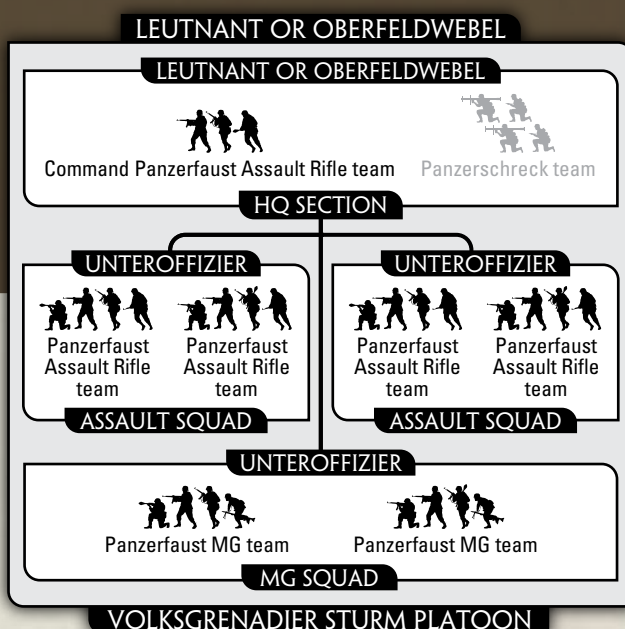 LEUTNANT OR OBERFELDWEBEL
LEUTNANT OR OBERFELDWEBEL
Command Panzerfaust Assault Rifle team
Panzerschreck team
HQ SECTION
UNTEROFFIZIER
Panzerfaust
Assault Rifle
team
Panzerfaust
Assault Rifle
team
ASSAULT SQUAD
UNTEROFFIZIER
Panzerfaust
Assault Rifle
team
Panzerfaust
Assault Rifle
team
ASSAULT SQUAD
UNTEROFFIZIER
Panzerfaust MG team
Panzerfaust MG team
MG SQUAD
VOLKSGRENADIER STURM PLATOON